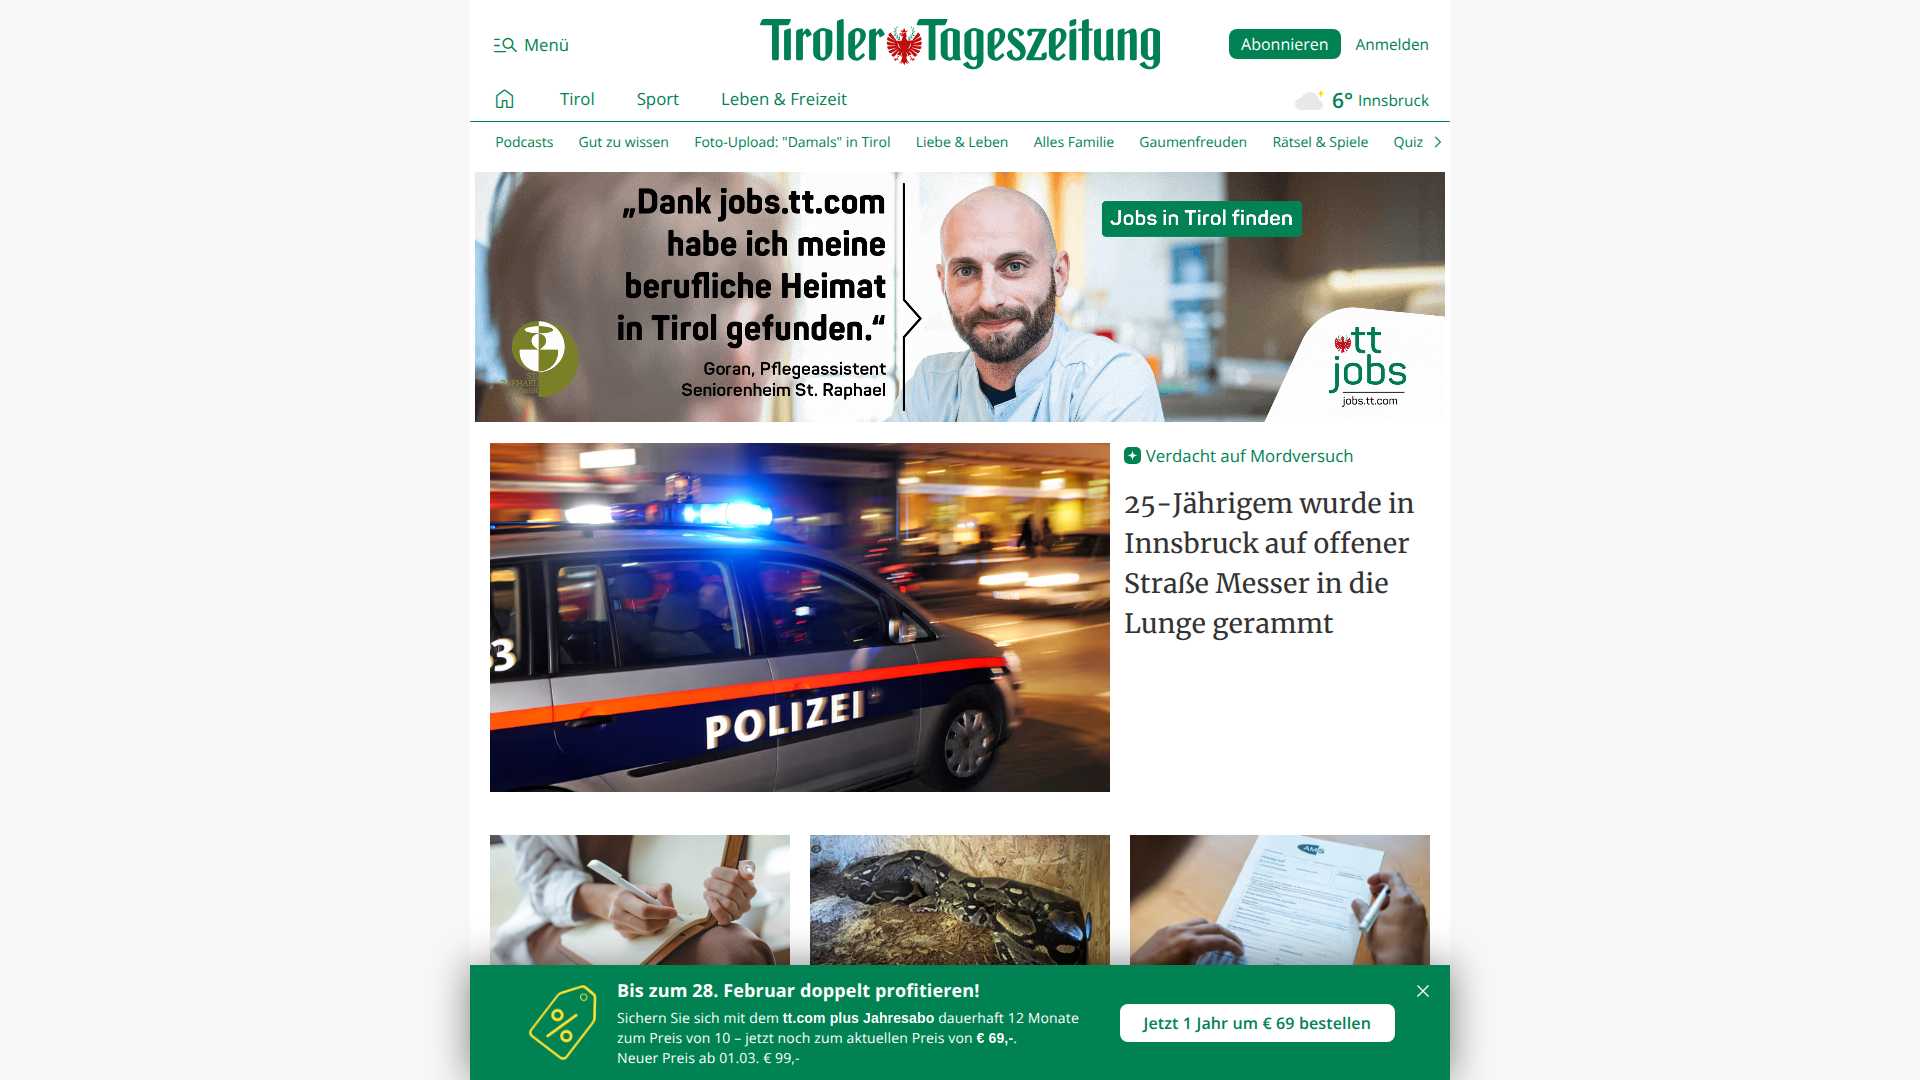 Menü
Tiroler Tageszeitung
Abonnieren
Anmelden
Tirol
Sport
Leben & Freizeit
6° Innsbruck
Podcasts
Gut zu wissen
Foto-Upload: "Damals" in Tirol
Liebe & Leben
Alles Familie
Gaumenfreuden
Rätsel & Spiele
Quiz
„Dank jobs.tt.com
habe ich meine
berufliche Heimat
in Tirol gefunden.“
Goran, Pflegeassistent
Seniorenheim St. Raphael
Jobs in Tirol finden
tt
jobs
jobs.tt.com
POLIZEI
Verdacht auf Mordversuch
25-Jährigem wurde in
Innsbruck auf offener
Straße Messer in die
Lunge gerammt
AMS
Bis zum 28. Februar doppelt profitieren!
Sichern Sie sich mit dem tt.com plus Jahresabo dauerhaft 12 Monate
zum Preis von 10 – jetzt noch zum aktuellen Preis von € 69,-.
Neuer Preis ab 01.03. € 99,-
Jetzt 1 Jahr um € 69 bestellen